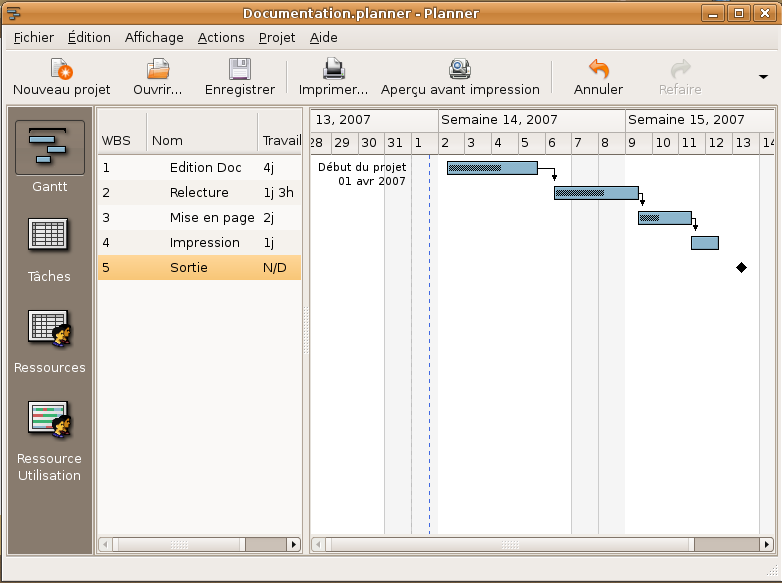 Documentation.planner - Planner
Fichier Édition Affichage Actions Projet Aide
Nouveau projet Ouvrir... Enregistrer Imprimer... Aperçu avant impression Annuler Refaire
Gantt
Tâches
Ressources
Ressource
Utilisation
WBS Nom Travail
1 Edition Doc 4j
2 Relecture 1j 3h
3 Mise en page 2j
4 Impression 1j
5 Sortie N/D
13, 2007 Semaine 14, 2007 Semaine 15, 2007
28 29 30 31 1 2 3 4 5 6 7 8 9 10 11 12 13 14
Début du projet
01 avr 2007